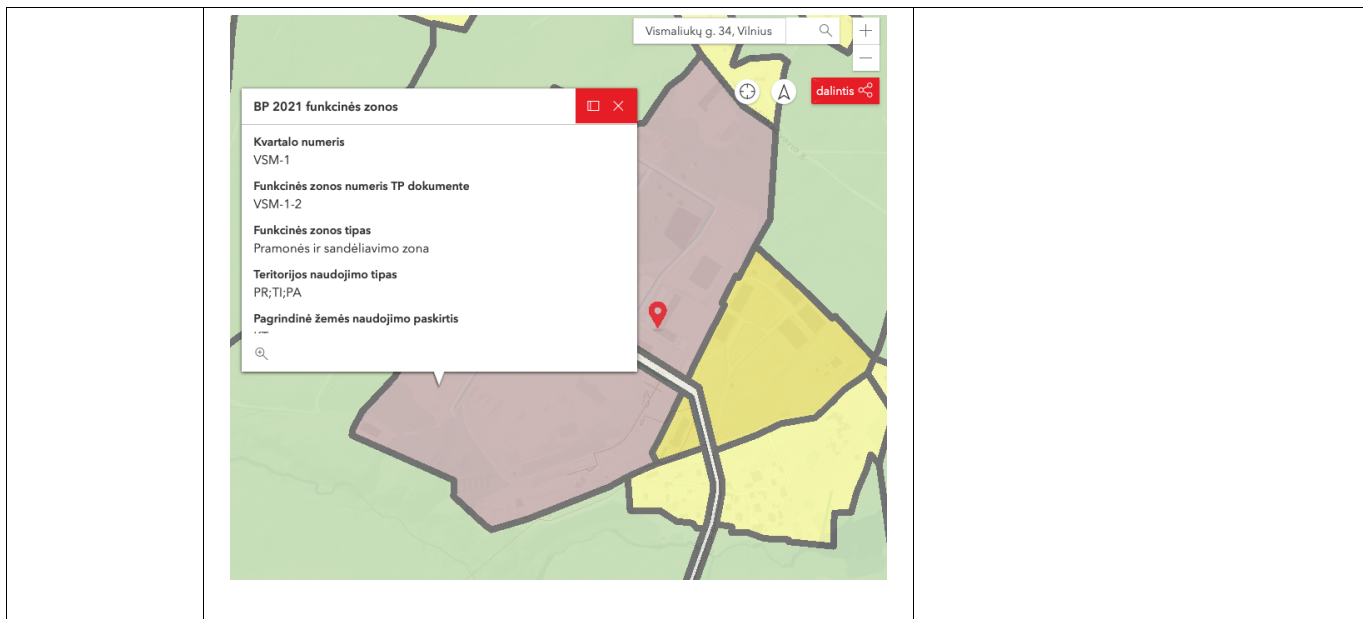 Vismaliukų g. 34, Vilnius
dalintis
BP 2021 funkcinės zonos
Kvartalo numeris
VSM-1
Funkcinės zonos numeris TP dokumente
VSM-1-2
Funkcinės zonos tipas
Pramonės ir sandėliavimo zona
Teritorijos naudojimo tipas
PR;TI;PA
Pagrindinė žemės naudojimo paskirtis